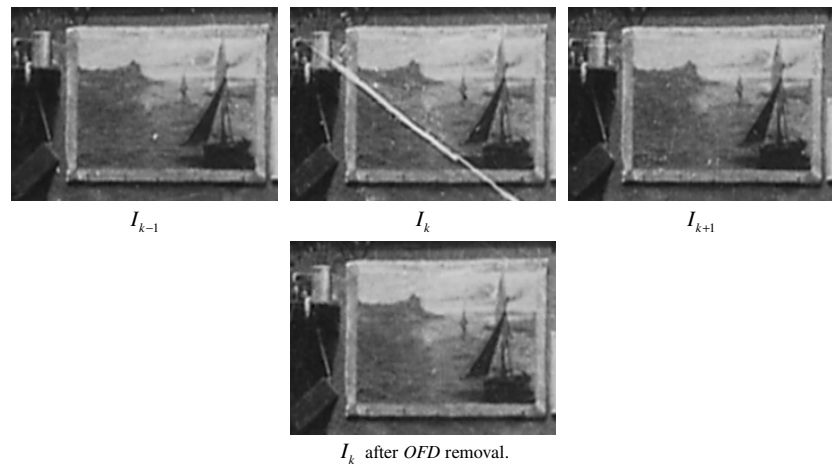 I_{k-1}
I_k
I_{k+1}
I_k after OFD removal.